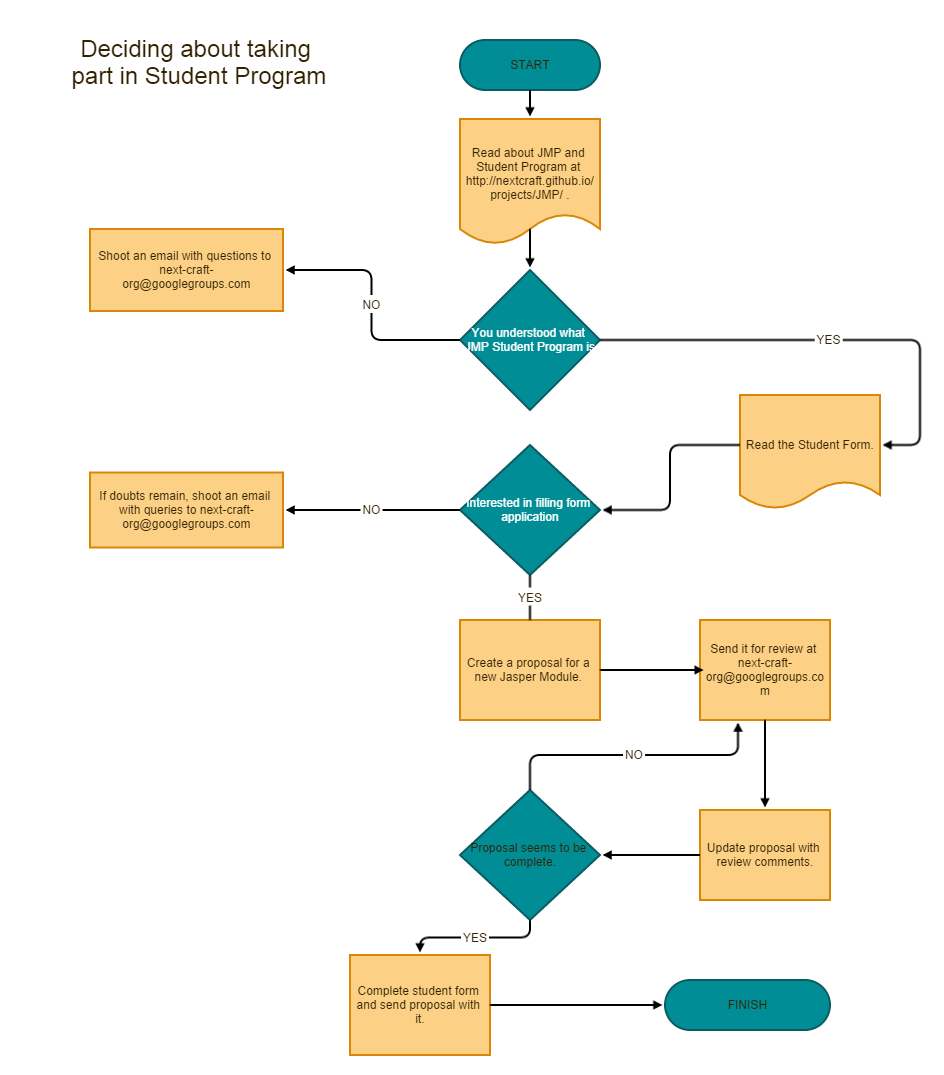 Deciding about taking
part in Student Program
START
Read about JMP and
Student Program at
http://nextcraft.github.io/
projects/JMP/ .
Shoot an email with questions to
next-craft-
org@googlegroups.com
NO
You understood what
JMP Student Program is
YES
Read the Student Form.
If doubts remain, shoot an email
with queries to next-craft-
org@googlegroups.com
NO
Interested in filling form
application
YES
Create a proposal for a
new Jasper Module.
Send it for review at
next-craft-
org@googlegroups.co
m
NO
Proposal seems to be
complete.
Update proposal with
review comments.
YES
Complete student form
and send proposal with
it.
FINISH